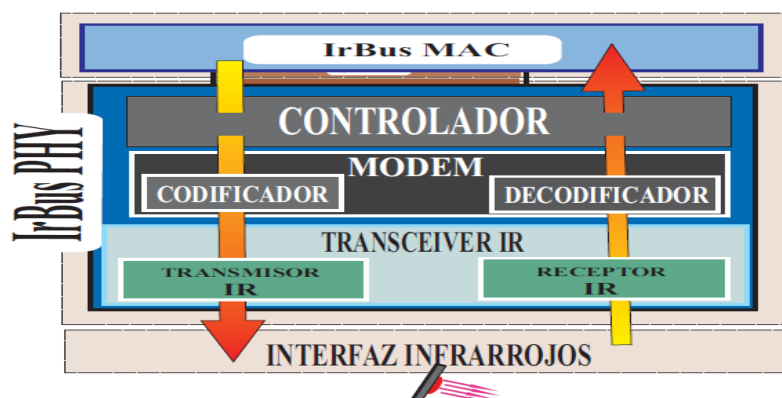 IrBus MAC
IrBus PHY
CONTROLADOR
MODEM
CODIFICADOR
DECODIFICADOR
TRANSCEIVER IR
TRANSMISOR
IR
RECEPTOR
IR
INTERFAZ INFRARROJOS